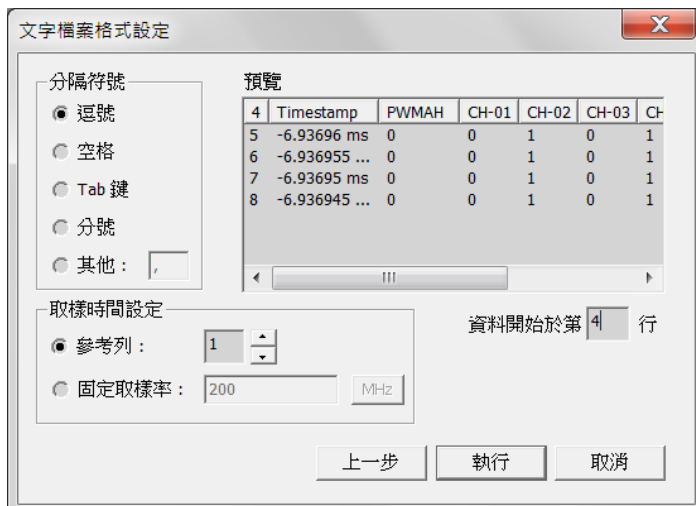 文字檔案格式設定
分隔符號
逗號
空格
Tab 鍵
分號
其他： ,
預覽
4 Timestamp PWMAH CH-01 CH-02 CH-03 CH
5 -6.93696 ms 0 0 1 0 1
6 -6.936955 ... 0 0 1 0 1
7 -6.93695 ms 0 0 1 0 1
8 -6.936945 ... 0 0 1 0 1
取樣時間設定
參考列： 1
固定取樣率： 200 MHz
資料開始於第 4 行
上一步 執行 取消